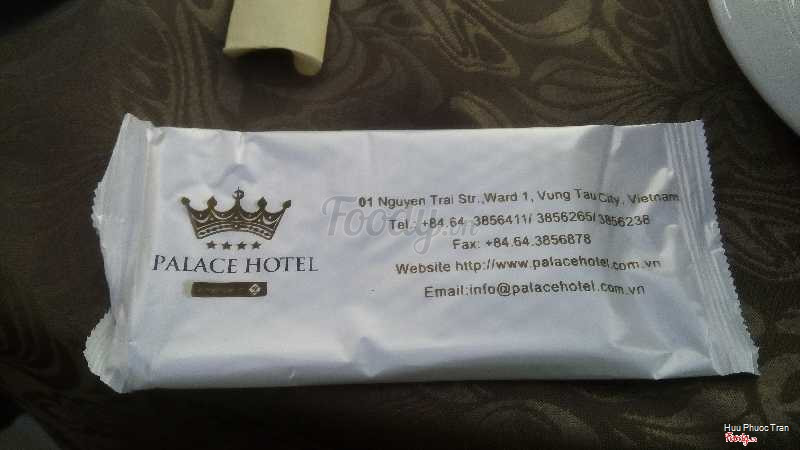 PALACE HOTEL
01 Nguyen Trai Str.,Ward 1, Vung Tau City, Vietnam
Tel.: +84.64. 3856411/ 3856265/ 3856238
Fax: +84.64.3856878
Website http://www.palacehotel.com.vn
Email:info@palacehotel.com.vn
Foody.vn
Huu Phuoc Tran
Foody.vn